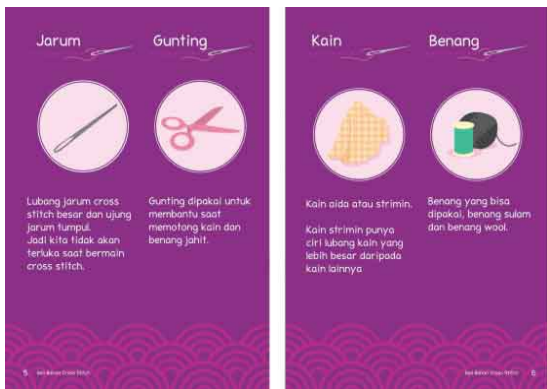 Jarum
Lubang jarum cross
stitch besar dan ujung
jarum tumpul.
Jadi kita tidak akan
terluka saat bermain
cross stitch.
Gunting
Gunting dipakai untuk
membantu saat
memotong kain dan
benang jahit.
5
Kain
Kain aida atau strimin.
Kain strimin punya
ciri lubang kain yang
lebih besar daripada
kain lainnya
Benang
Benang yang bisa
dipakai, benang sulam
dan benang wool.
6